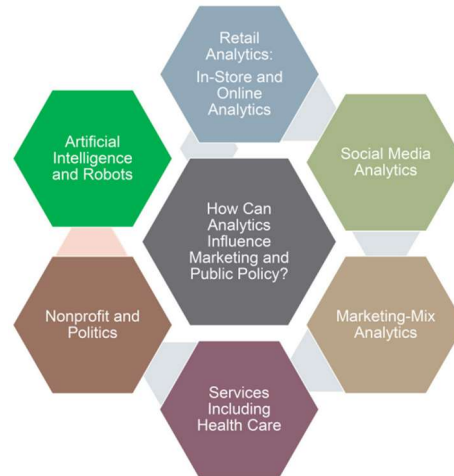 Retail
Analytics:
In-Store and
Online
Analytics
Social Media
Analytics
Marketing-Mix
Analytics
Services
Including
Health Care
Nonprofit and
Politics
Artificial
Intelligence
and Robots
How Can
Analytics
Influence
Marketing and
Public Policy?